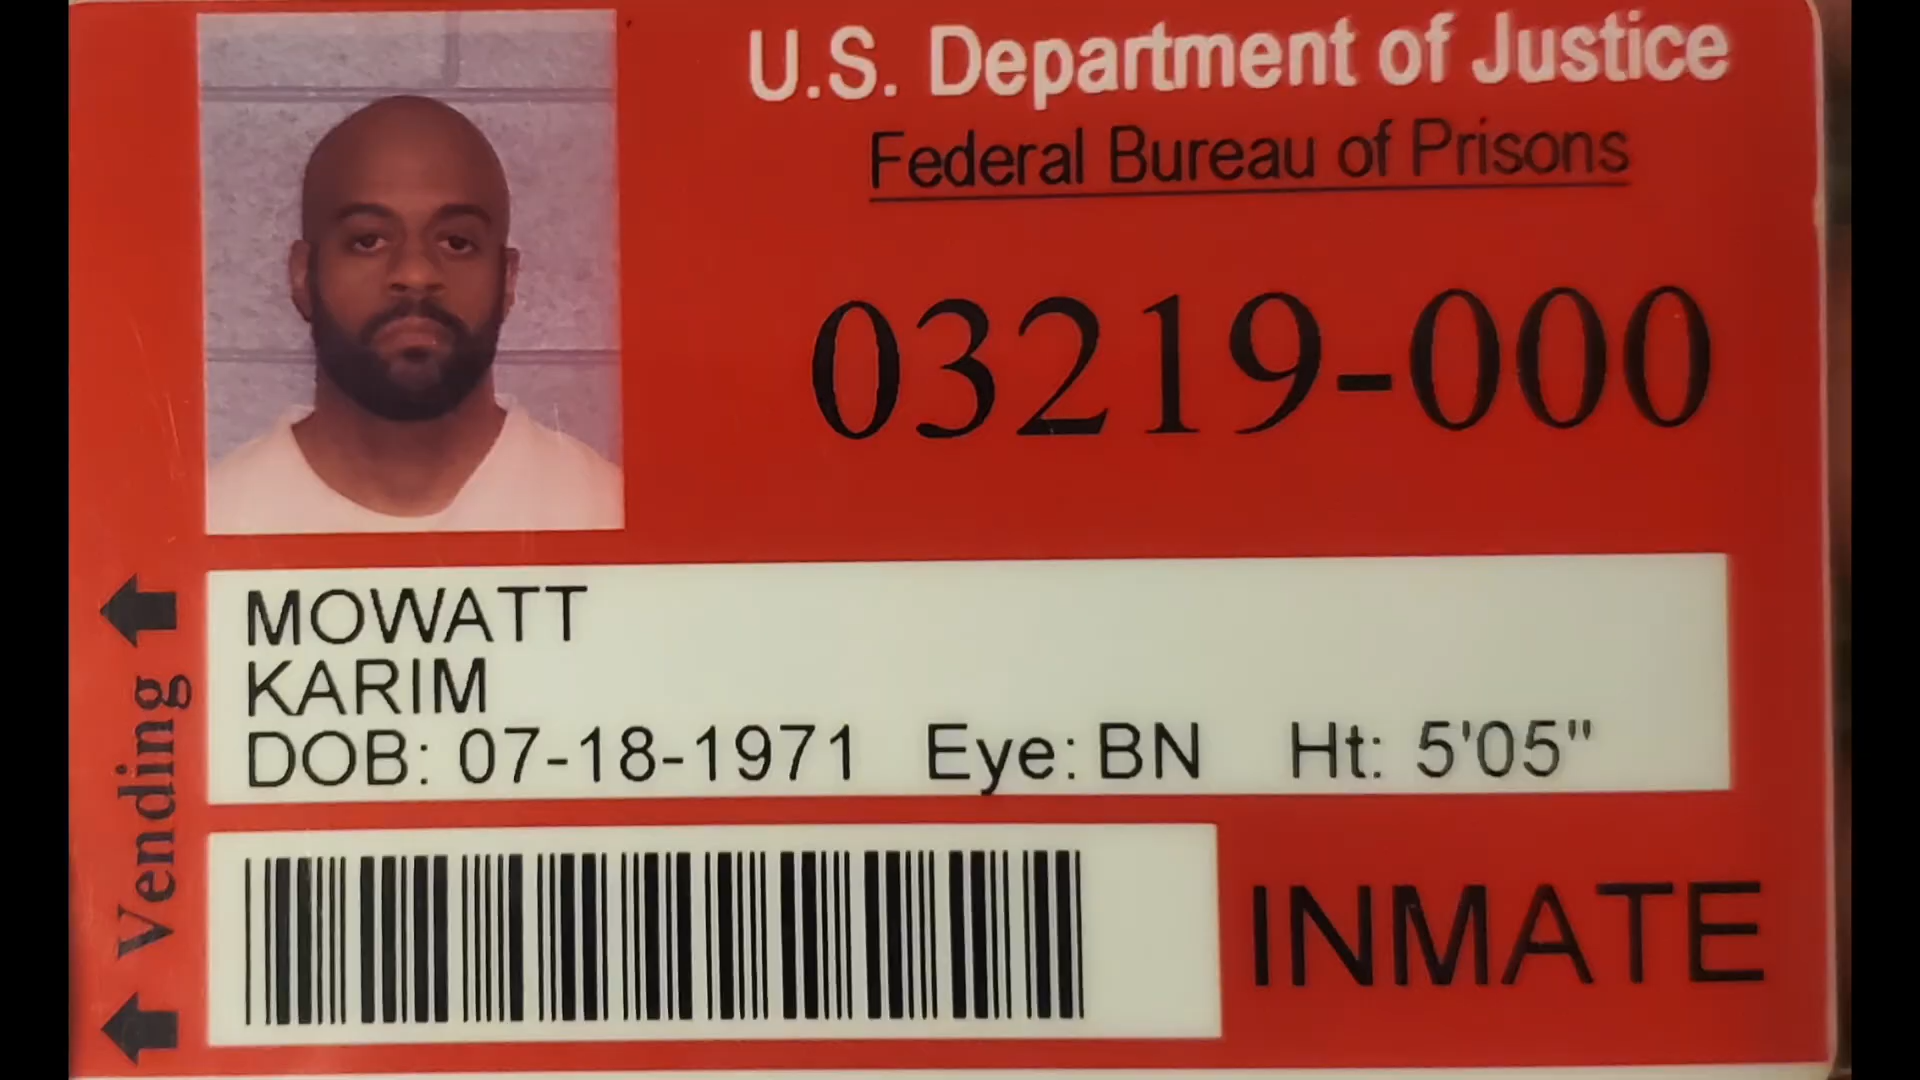 U.S. Department of Justice
Federal Bureau of Prisons
03219-000
MOWATT
KARIM
DOB: 07-18-1971 Eye: BN Ht: 5'05"
Vending
INMATE